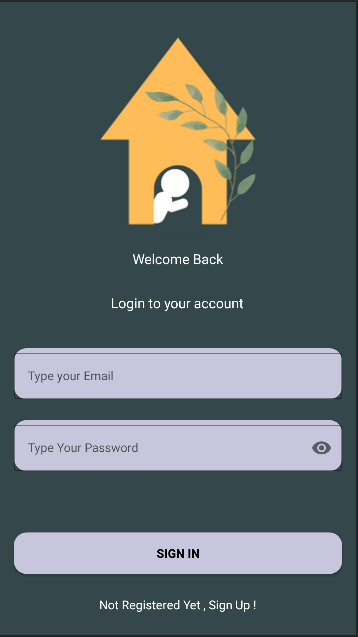 Welcome Back
Login to your account
Type your Email
Type Your Password
SIGN IN
Not Registered Yet , Sign Up !